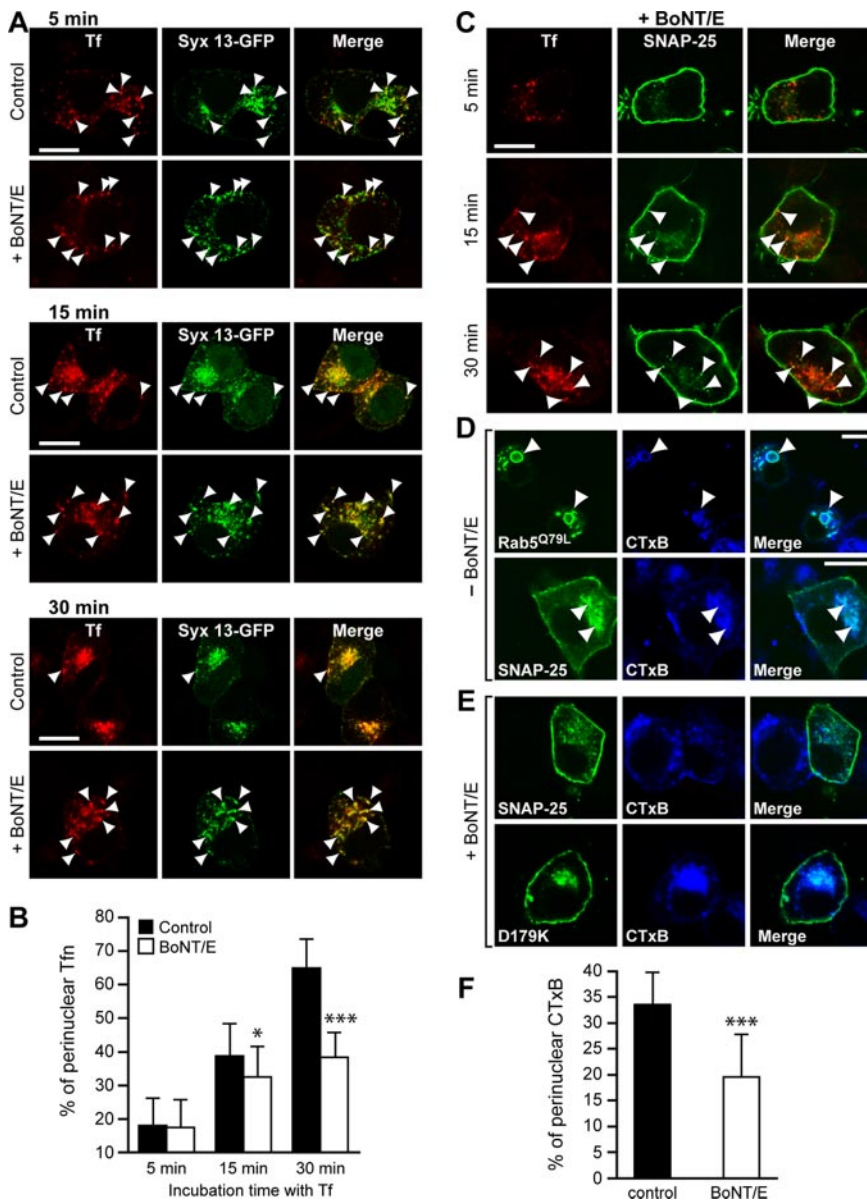 A
5 min
Tf Syx 13-GFP Merge
Control
+ BoNT/E
15 min
Tf Syx 13-GFP Merge
Control
+ BoNT/E
30 min
Tf Syx 13-GFP Merge
Control
+ BoNT/E
B
% of perinuclear Tfn
80
70
60
50
40
30
20
10
Control
BoNT/E
*
***
5 min 15 min 30 min
Incubation time with Tf
C
+ BoNT/E
Tf SNAP-25 Merge
5 min
15 min
30 min
D
– BoNT/E
Rab5Q79L CTxB Merge
SNAP-25 CTxB Merge
E
+ BoNT/E
SNAP-25 CTxB Merge
D179K CTxB Merge
F
% of perinuclear CTxB
40
35
30
25
20
15
10
5
0
***
control BoNT/E